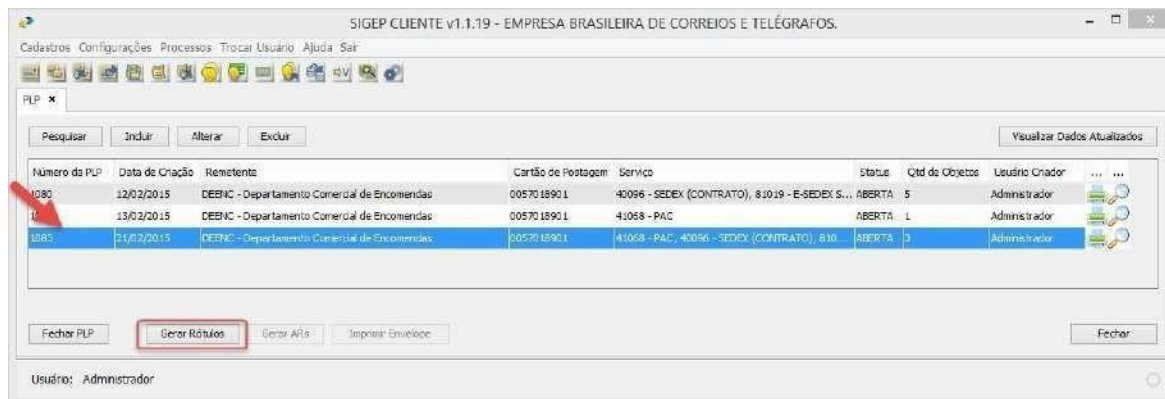 SIGEP CLIENTE v1.1.19 - EMPRESA BRASILEIRA DE CORREIOS E TELÉGRAFOS.
Cadastros Configurações Processos Trocar Usuário Ajuda Sair
PLP
Pesquisar Incluir Alterar Excluir Visualizar Dados Atualizados
Número da PLP Data de Criação Remetente Cartão de Postagem Serviço Status Qtd de Objetos Usuário Criador ... ...
1080 12/02/2015 DEENC - Departamento Comercial de Encomendas 0057018901 40096 - SEDEX (CONTRATO), 81019 - E-SEDEX S... ABERTA 5 Administrador
13/02/2015 DEENC - Departamento Comercial de Encomendas 0057018901 41068 - PAC ABERTA 1 Administrador
1083 21/02/2015 DEENC - Departamento Comercial de Encomendas 0057018901 41068 - PAC, 40096 - SEDEX (CONTRATO), 810... ABERTA 3 Administrador
Fechar PLP Gerar Rótulos Gerar ARs Imprimir Envelope Fechar
Usuário: Administrador